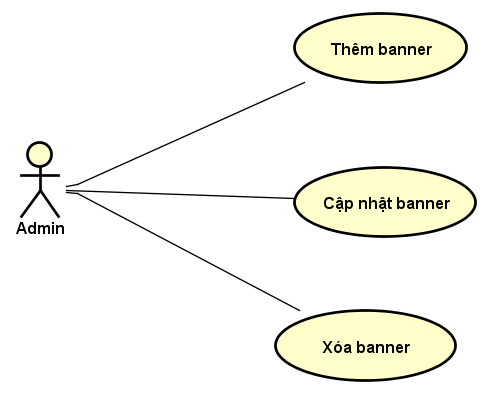 Thêm banner
Cập nhật banner
Admin
Xóa banner